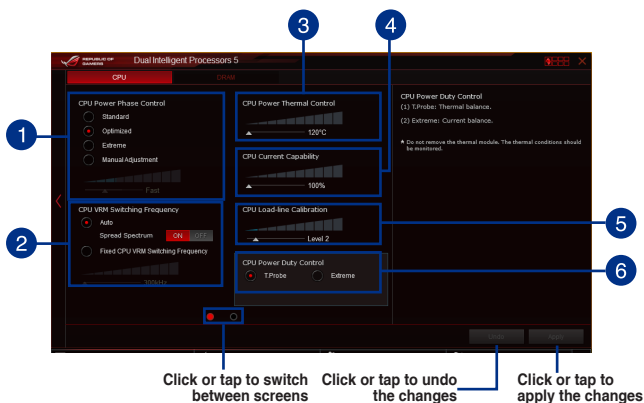 3
4
REPUBLIC OF GAMERS
Dual Intelligent Processors 5
CPU
DRAM
1
CPU Power Phase Control
Standard
Optimized
Extreme
Manual Adjustment
Fast
CPU Power Thermal Control
120°C
CPU Current Capability
100%
CPU Power Duty Control
(1) T.Probe: Thermal balance.
(2) Extreme: Current balance.
* Do not remove the thermal module. The thermal conditions should
be monitored.
2
CPU VRM Switching Frequency
Auto
Spread Spectrum ON OFF
Fixed CPU VRM Switching Frequency
300kHz
CPU Load-line Calibration
Level 2
5
CPU Power Duty Control
T.Probe Extreme
6
Undo
Apply
Click or tap to switch
between screens
Click or tap to undo
the changes
Click or tap to
apply the changes